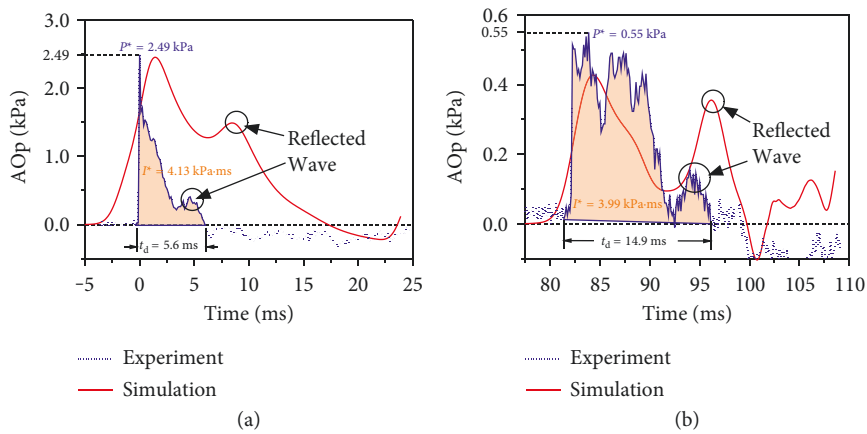 3.0
2.49
2.0
1.0
0.0
AOp (kPa)
P* = 2.49 kPa
Reflected
Wave
I* = 4.13 kPa·ms
t_d = 5.6 ms
−5
0
5
10
15
20
25
Time (ms)
Experiment
Simulation
(a)
0.6
0.55
0.4
0.2
0.0
AOp (kPa)
P* = 0.55 kPa
Reflected
Wave
I* = 3.99 kPa·ms
t_d = 14.9 ms
80
85
90
95
100
105
110
Time (ms)
Experiment
Simulation
(b)